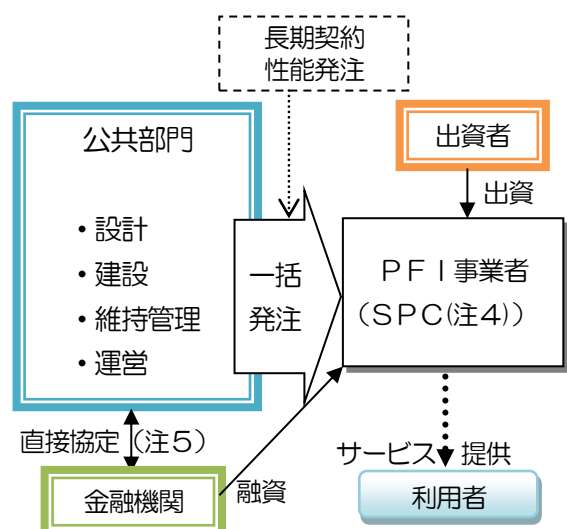 長期契約
性能発注
公共部門
・設計
・建設
・維持管理
・運営
一括
発注
出資者
出資
ＰＦＩ事業者
（ＳＰＣ(注４)）
直接協定（注５）
金融機関
融資
サービス 提供
利用者